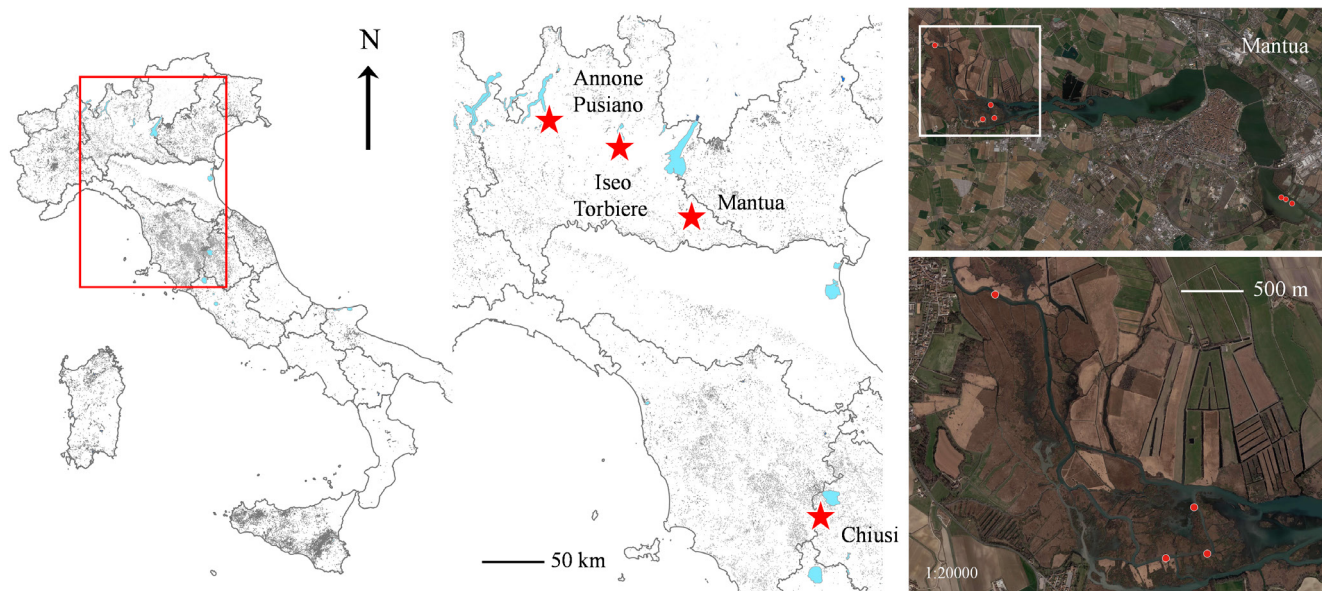 N
Annone
Pusiano
Iseo
Torbiere
Mantua
Chiusi
50 km
Mantua
500 m
1:20000